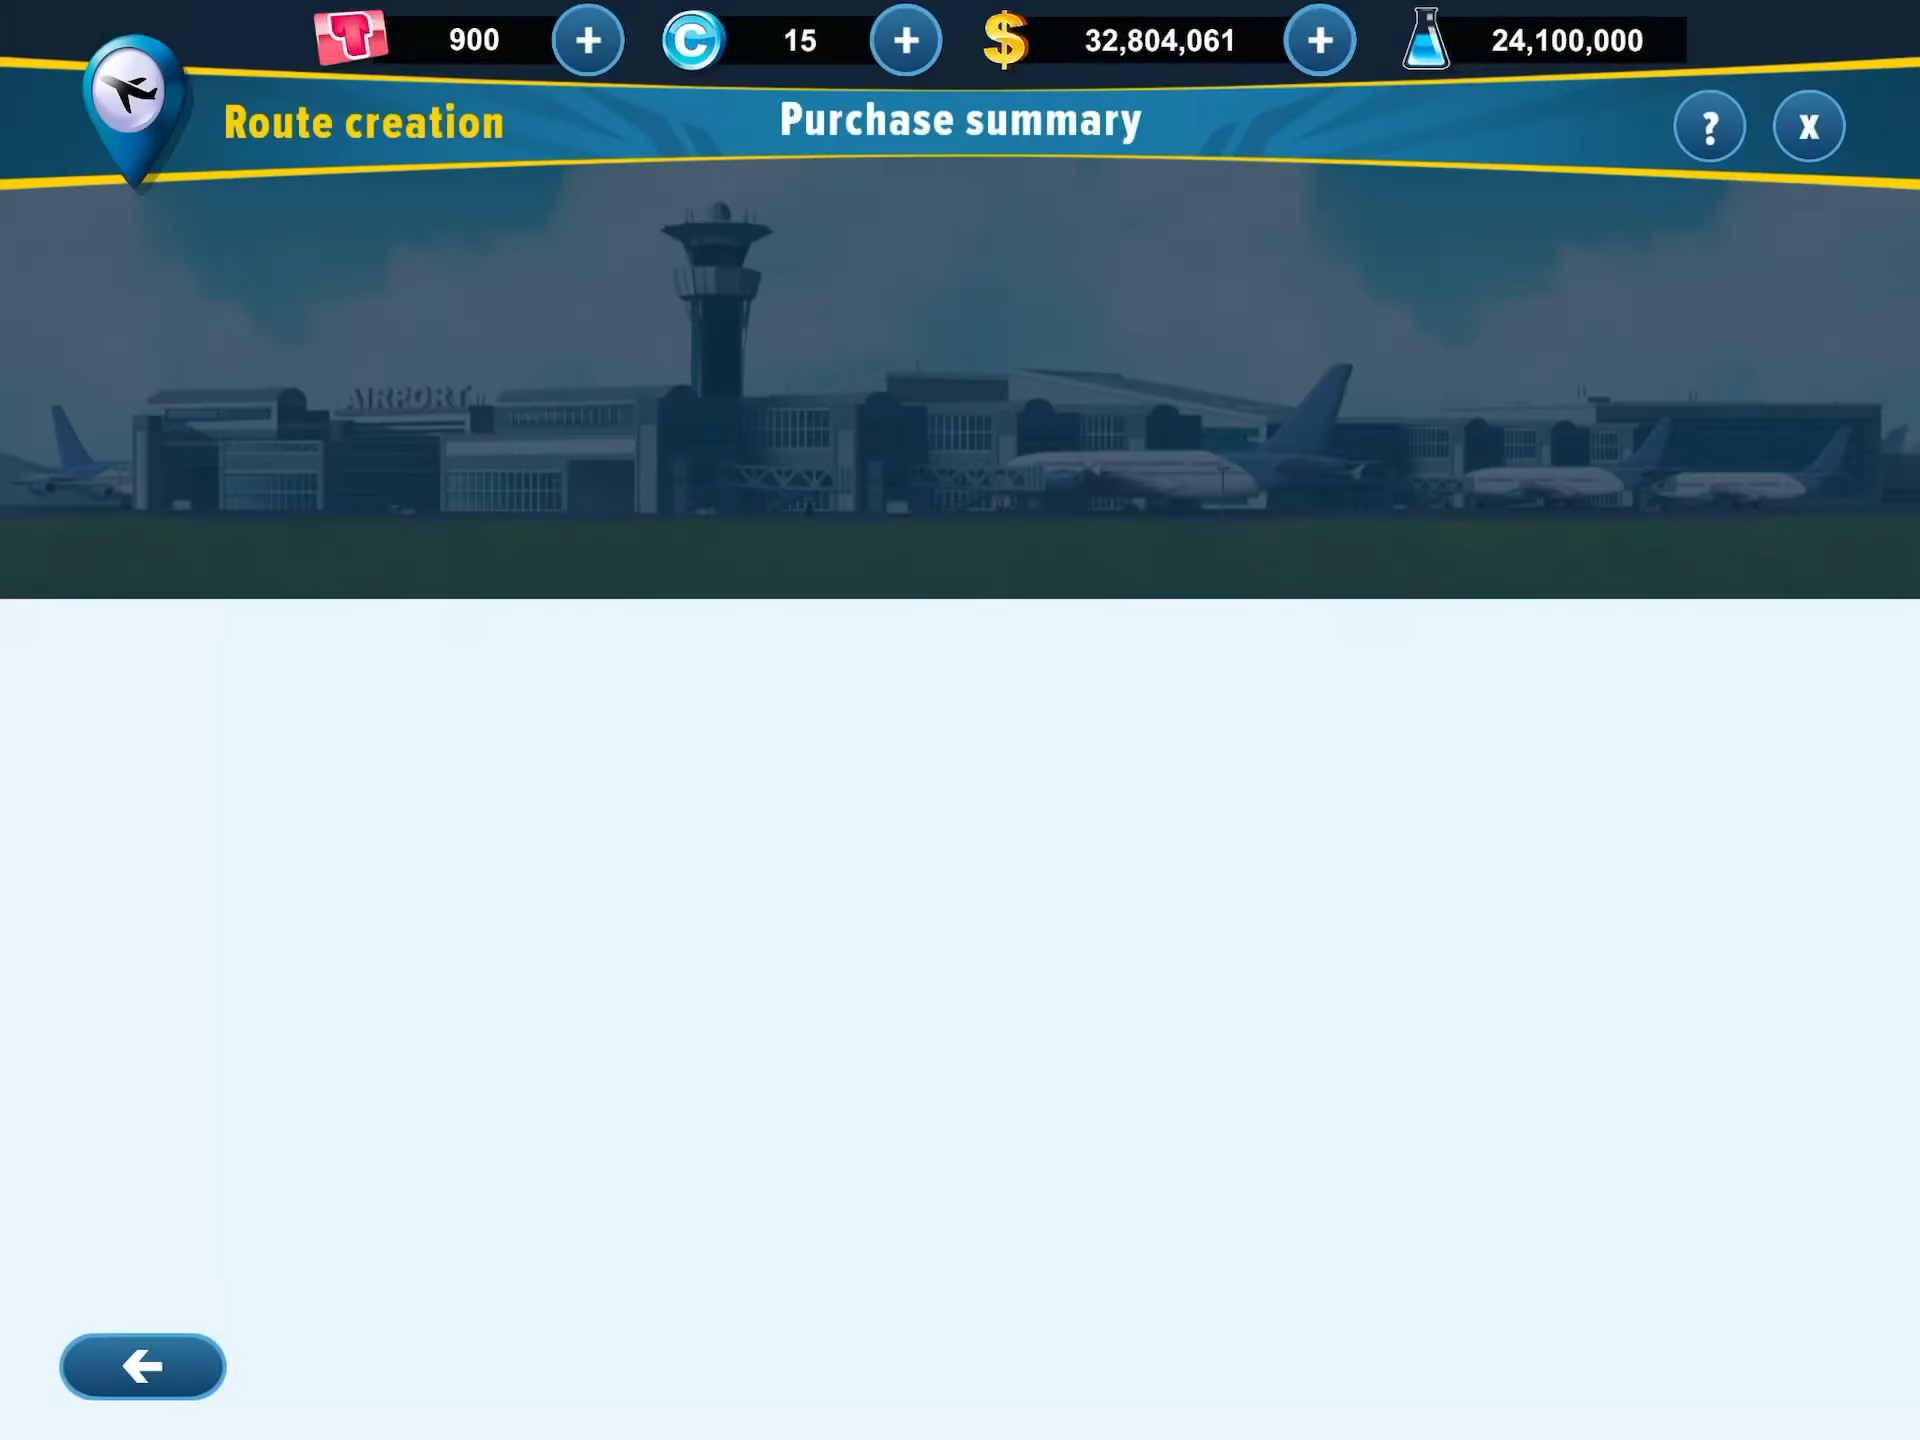 900
15
32,804,061
24,100,000
Route creation
Purchase summary
?
X
AIRPORT